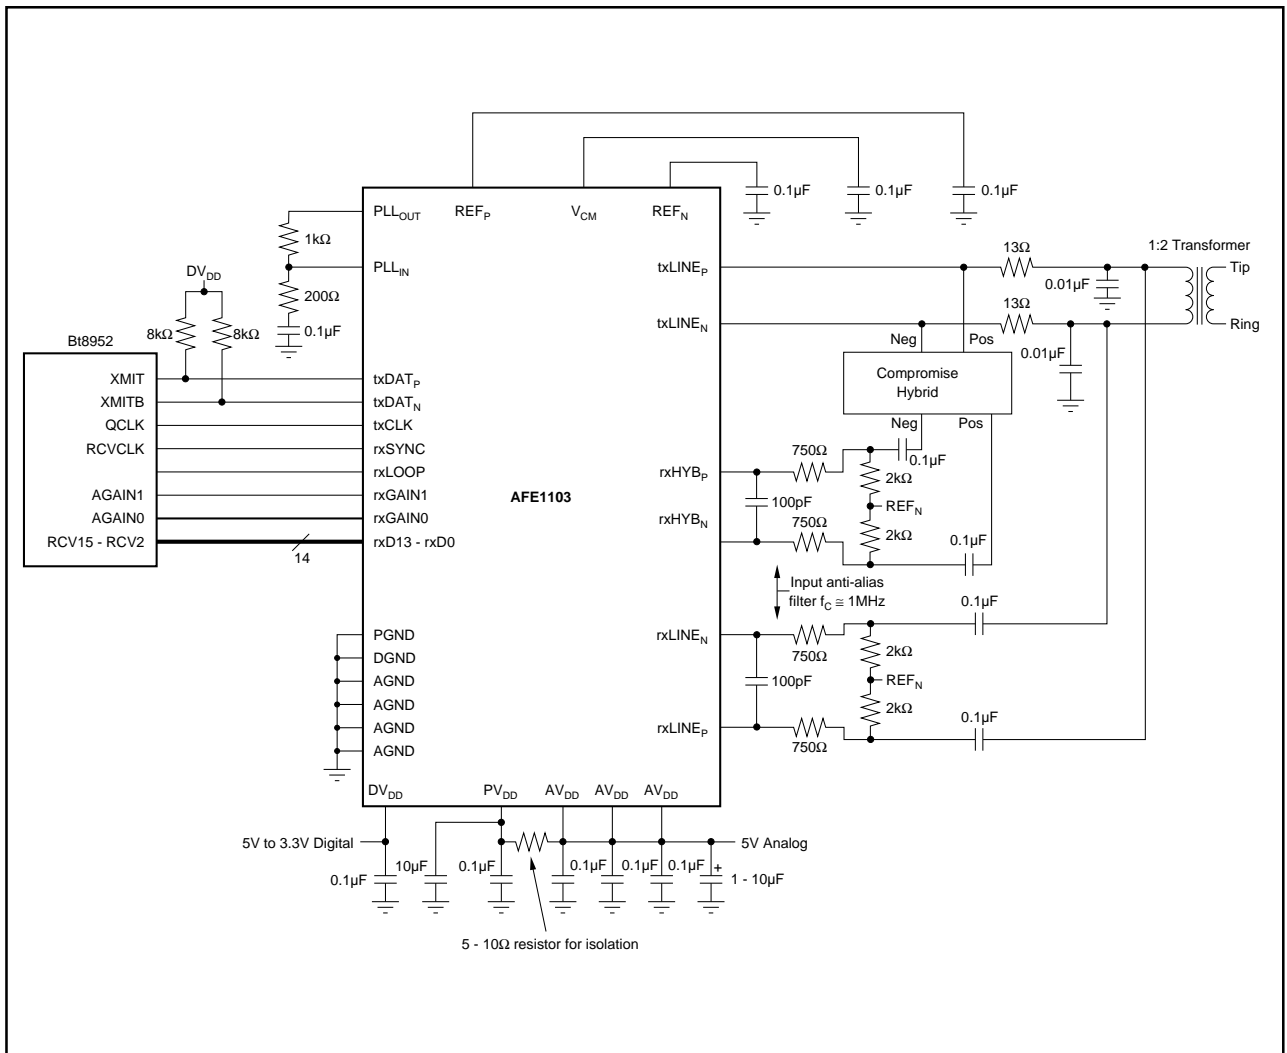 0.1µF 0.1µF 0.1µF
PLL_OUT REF_P V_CM REF_N
1kΩ
PLL_IN
DV_DD
200Ω
8kΩ 8kΩ 0.1µF
Bt8952
XMIT
XMITB
QCLK
RCVCLK
AGAIN1
AGAIN0
RCV15 - RCV2
14
txDAT_P
txDAT_N
txCLK
rxSYNC
rxLOOP
rxGAIN1
rxGAIN0
rxD13 - rxD0
AFE1103
PGND
DGND
AGND
AGND
AGND
AGND
txLINE_P
txLINE_N
rxHYB_P
rxHYB_N
rxLINE_N
rxLINE_P
13Ω
1:2 Transformer
Tip
0.01µF
13Ω
Ring
0.01µF
Neg Pos
Compromise
Hybrid
Neg Pos
750Ω
0.1µF
2kΩ
100pF
REF_N
750Ω
2kΩ
0.1µF
Input anti-alias
filter f_C ≅ 1MHz
0.1µF
750Ω
2kΩ
100pF
REF_N
2kΩ
0.1µF
750Ω
DV_DD PV_DD AV_DD AV_DD AV_DD
5V to 3.3V Digital
5V Analog
0.1µF
10µF
0.1µF
0.1µF
0.1µF
0.1µF
+
1 - 10µF
5 - 10Ω resistor for isolation